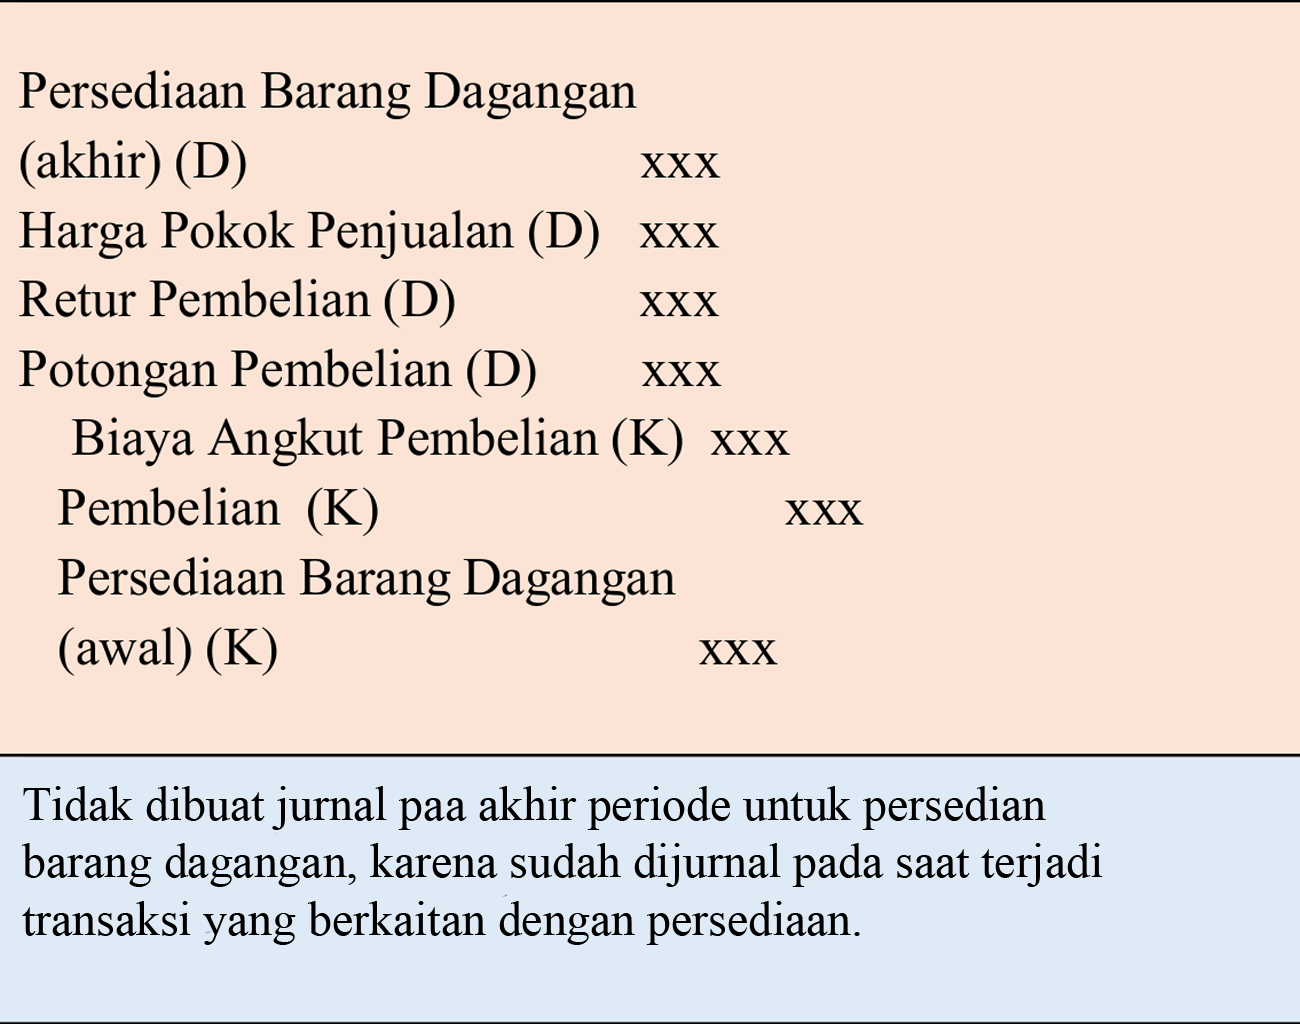 Persediaan Barang Dagangan
(akhir) (D) xxx
Harga Pokok Penjualan (D) xxx
Retur Pembelian (D) xxx
Potongan Pembelian (D) xxx
Biaya Angkut Pembelian (K) xxx
Pembelian (K) xxx
Persediaan Barang Dagangan
(awal) (K) xxx
Tidak dibuat jurnal paa akhir periode untuk persedian
barang dagangan, karena sudah dijurnal pada saat terjadi
transaksi yang berkaitan dengan persediaan.